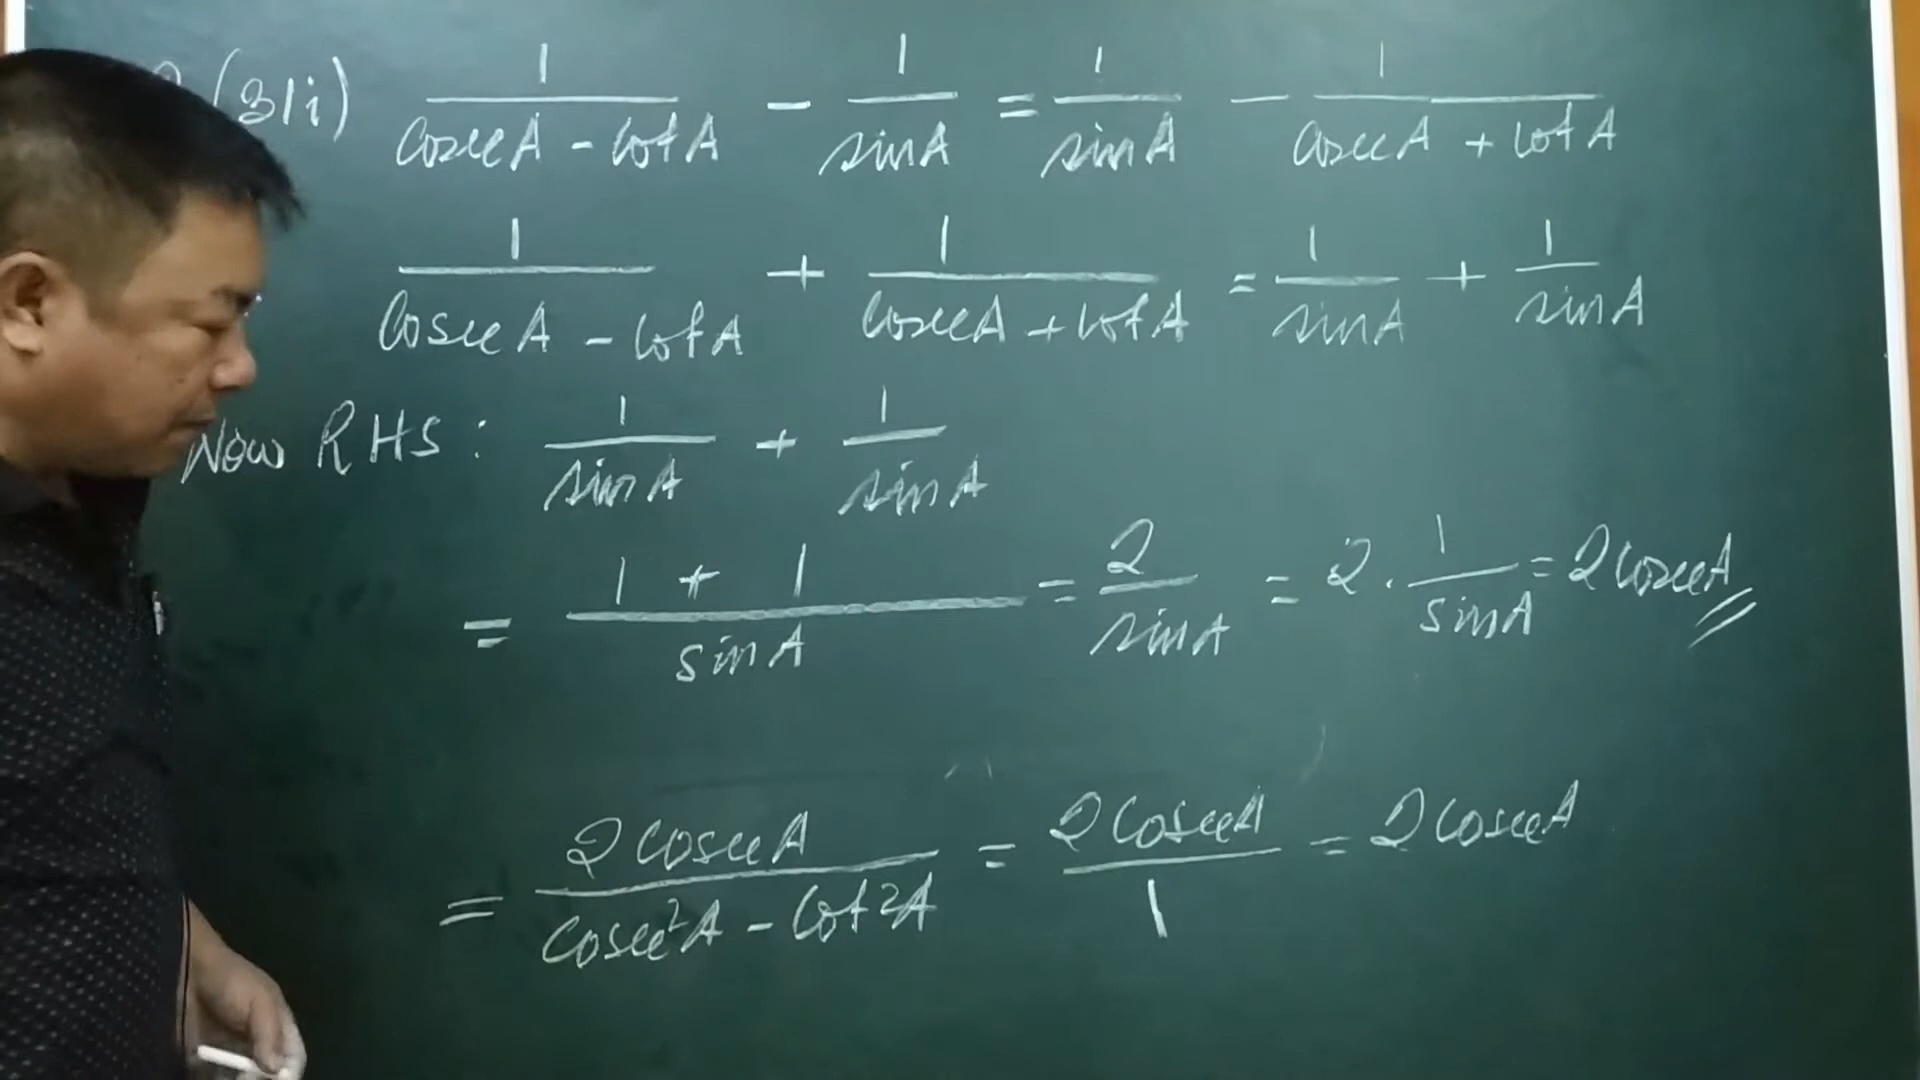 (31i) 1/(cosecA - cotA) - 1/sinA = 1/sinA - 1/(cosecA + cotA)
1/(cosecA - cotA) + 1/(cosecA + cotA) = 1/sinA + 1/sinA
Now RHS: 1/sinA + 1/sinA
= (1 + 1)/sinA = 2/sinA = 2 . 1/sinA = 2cosecA
= 2cosecA/(cosec²A - cot²A) = 2cosecA/1 = 2cosecA